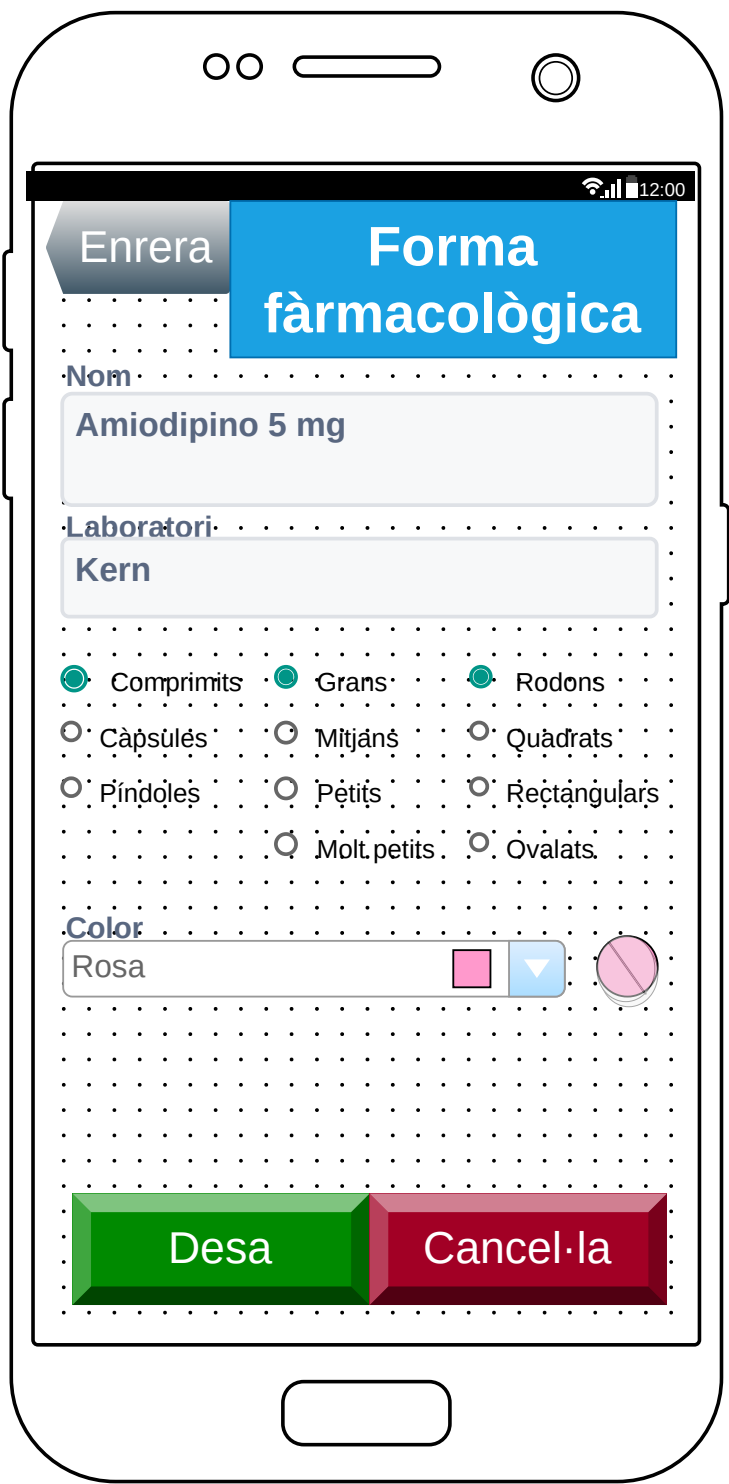 12:00
Enrera
Forma
fàrmacològica
Nom
Amiodipino 5 mg
Laboratori
Kern
Comprimits Grans Rodons
Càpsules Mitjans Quadrats
Píndoles Petits Rectangulars
Molt petits Ovalats
Color
Rosa
Desa Cancel·la